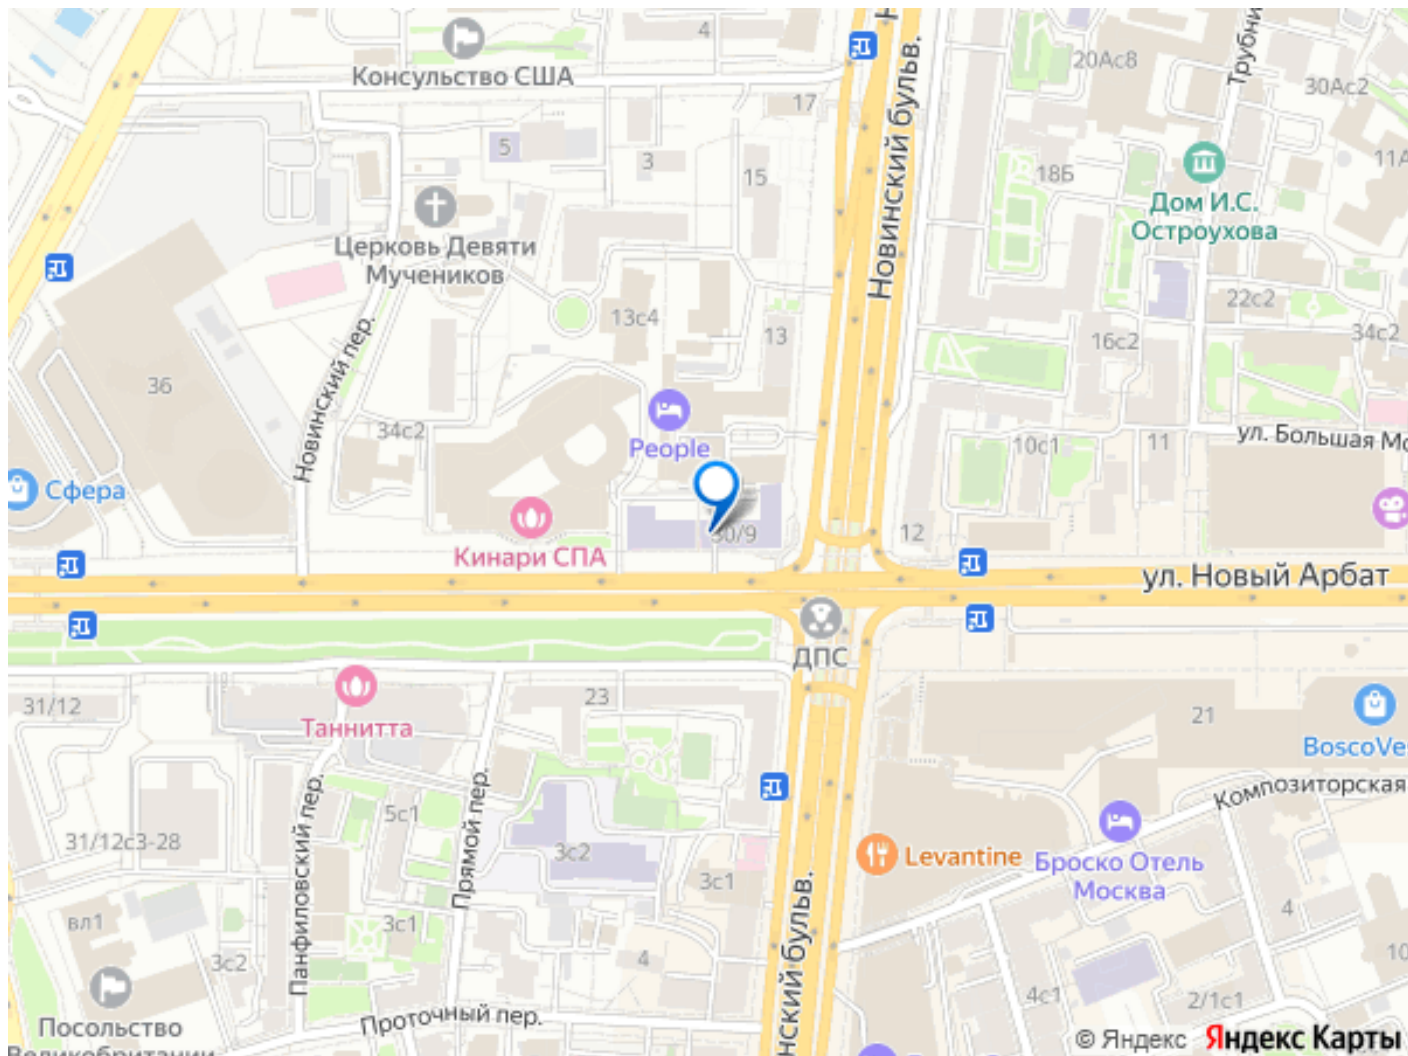 4
Консульство США
17
5
3
15
Новинский бульв.
20Ас8
30Ас2
18Б
11А
Дом И.С.
Остроухова
Церковь Девяти
Мучеников
13с4
13
22с2
34с2
16с2
36
Новинский пер.
34с2
People
10с1
11
ул. Большая
Сфера
Кинари СПА
30/9
12
ул. Новый Арбат
ДПС
31/12
Таннитта
23
21
Композиторская
31/12с3-28
Панфиловский пер.
5с1
Прямой пер.
3с2
3с1
Levantine
Броско Отель
Москва
вл1
3с2
3с1
4
4
10
4с1
2/1с1
Посольство
Великобритании
Проточный пер.
© Яндекс Яндекс Карты